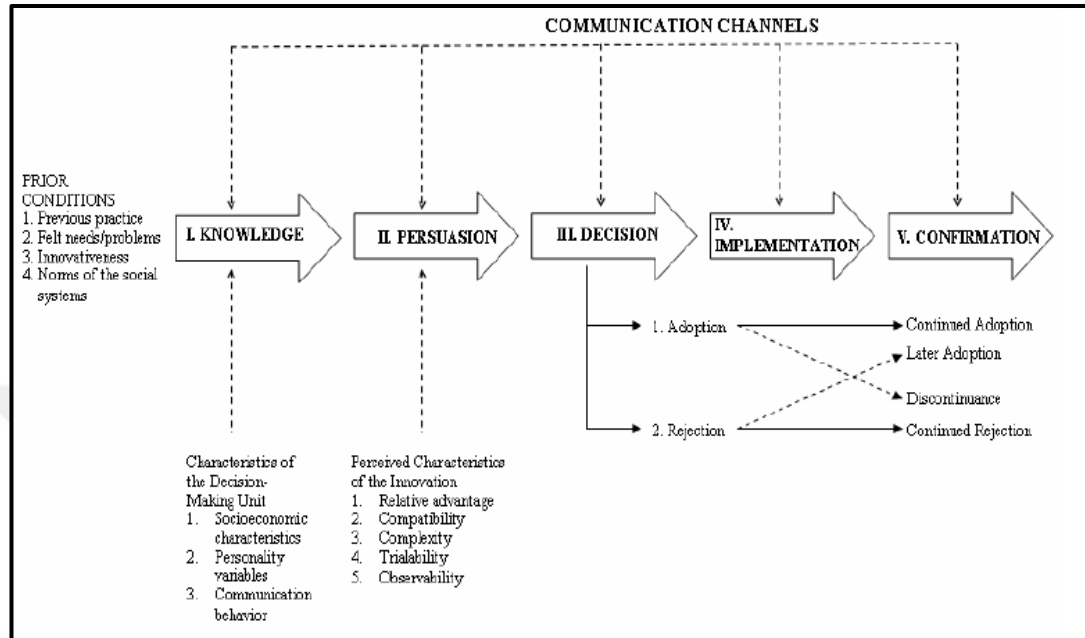 COMMUNICATION CHANNELS
PRIOR
CONDITIONS
1. Previous practice
2. Felt needs/problems
3. Innovativeness
4. Norms of the social
systems
I. KNOWLEDGE
II. PERSUASION
III. DECISION
IV.
IMPLEMENTATION
V. CONFIRMATION
1. Adoption
Continued Adoption
Later Adoption
Discontinuance
2. Rejection
Continued Rejection
Characteristics of
the Decision-
Making Unit
1. Socioeconomic
characteristics
2. Personality
variables
3. Communication
behavior
Perceived Characteristics
of the Innovation
1. Relative advantage
2. Compatibility
3. Complexity
4. Trialability
5. Observability